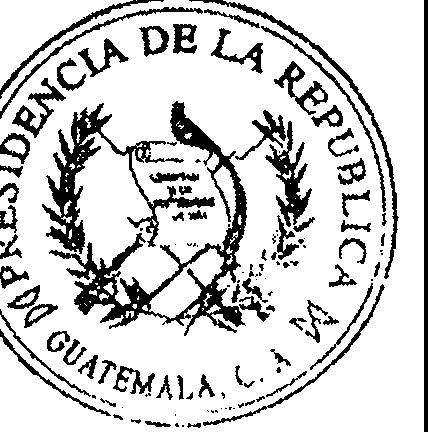 PRESIDENCIA DE LA REPUBLICA
GUATEMALA, C. A